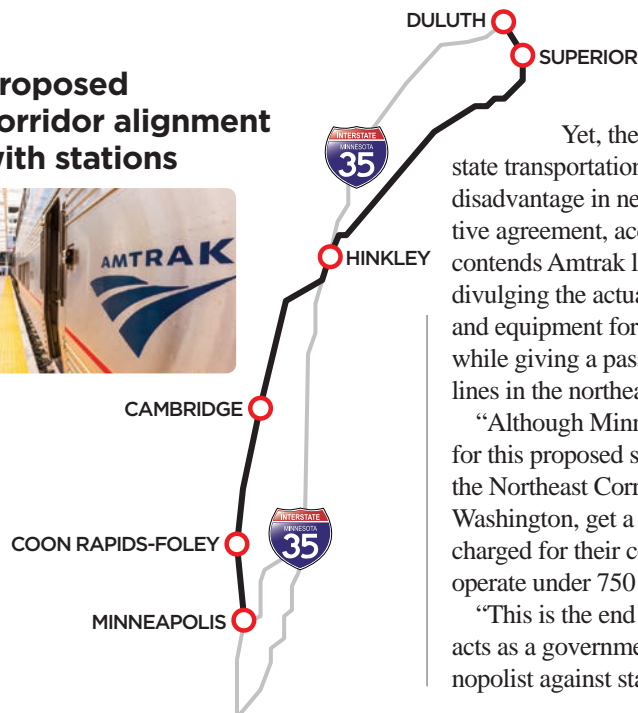 DULUTH
SUPERIOR
roposed
orridor alignment
with stations
INTERSTATE
MINNESOTA
35
AMTRAK
HINKLEY
CAMBRIDGE
INTERSTATE
MINNESOTA
35
COON RAPIDS-FOLEY
MINNEAPOLIS
Yet, the
state transportation
disadvantage in ne
tive agreement, acc
contends Amtrak l
divulging the actua
and equipment for
while giving a pas
lines in the northea
“Although Minn
for this proposed s
the Northeast Corr
Washington, get a
charged for their c
operate under 750
“This is the end
acts as a governme
nopolist against sta